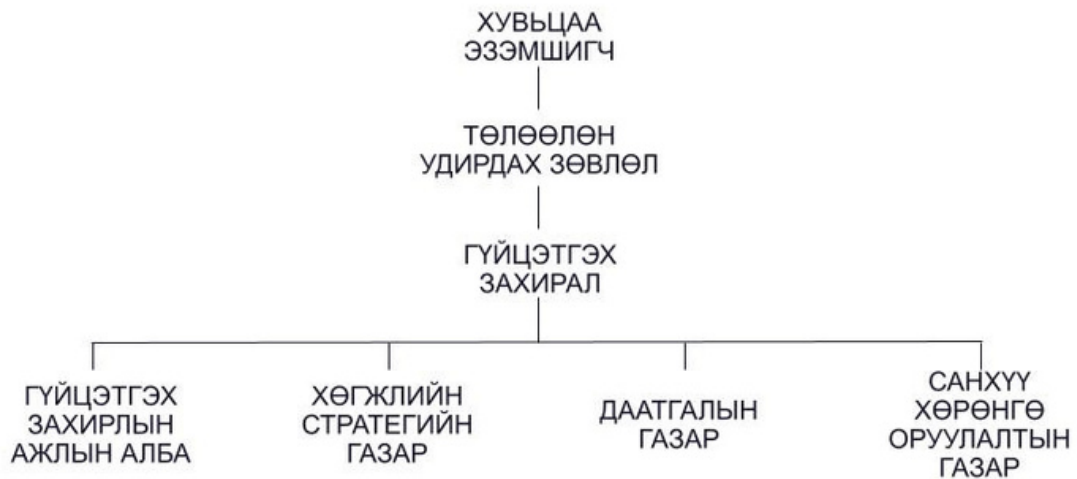 ХУВЬЦАА
ЭЗЭМШИГЧ
ТӨЛӨӨЛӨН
УДИРДАХ ЗӨВЛӨЛ
ГҮЙЦЭТГЭХ
ЗАХИРАЛ
ГҮЙЦЭТГЭХ
ЗАХИРЛЫН
АЖЛЫН АЛБА
ХӨГЖЛИЙН
СТРАТЕГИЙН
ГАЗАР
ДААТГАЛЫН
ГАЗАР
САНХҮҮ
ХӨРӨНГӨ
ОРУУЛАЛТЫН
ГАЗАР